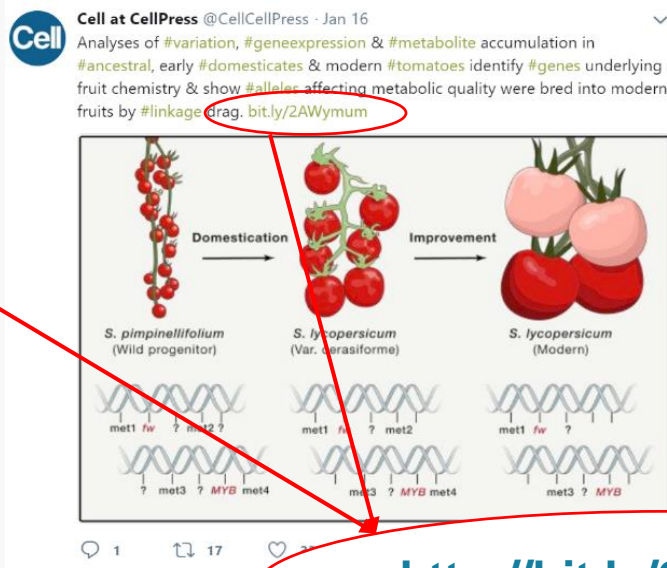 Cell
Cell at CellPress @CellCellPress · Jan 16
Analyses of #variation, #geneexpression & #metabolite accumulation in
#ancestral, early #domesticates & modern #tomatoes identify #genes underlying
fruit chemistry & show #alleles affecting metabolic quality were bred into modern
fruits by #linkage drag. bit.ly/2AWymum
Domestication
Improvement
S. pimpinellifolium
(Wild progenitor)
S. lycopersicum
(Var. cerasiforme)
S. lycopersicum
(Modern)
met1 fw ? met2 ?
met1 fw ? met2
met1 fw ?
? met3 ? MYB met4
met3 ? MYB met4
met3 ? MYB
1 17